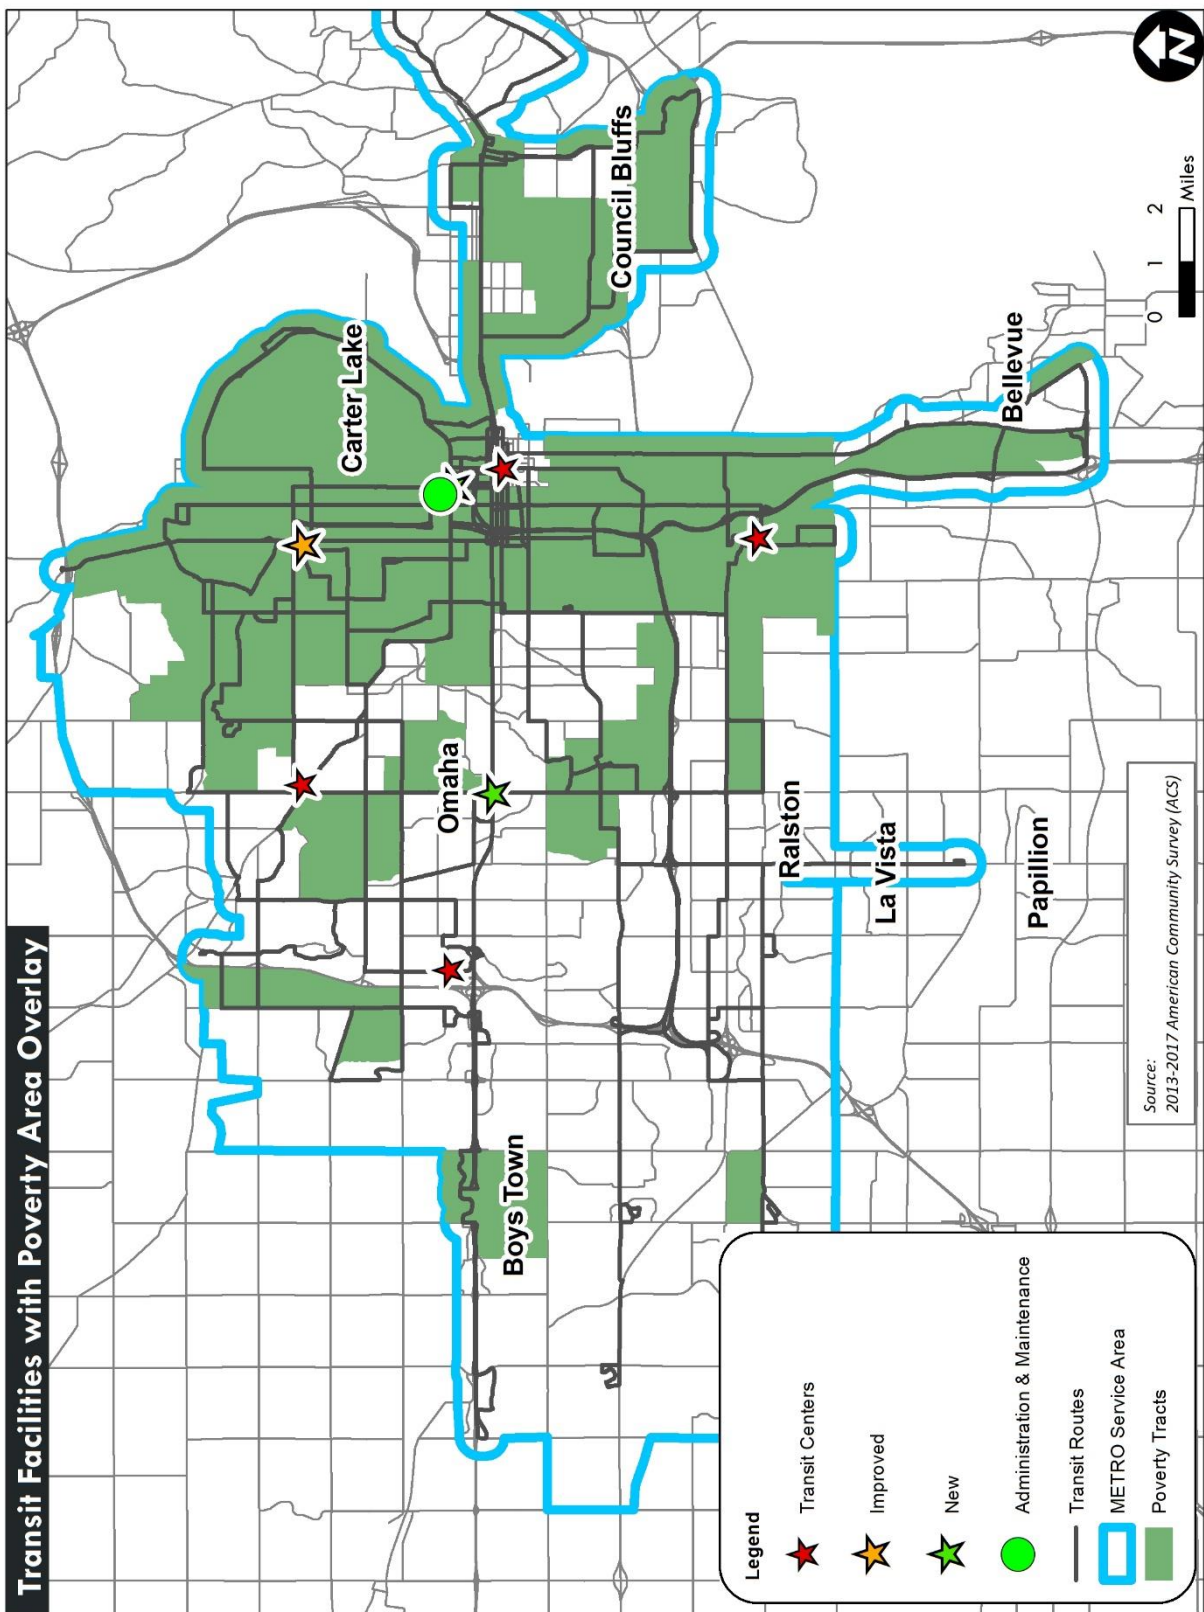 Transit Facilities with Poverty Area Overlay
Carter Lake
Council Bluffs
Omaha
Boys Town
Bellevue
Ralston
La Vista
Papillion
Legend
Transit Centers
Improved
New
Administration & Maintenance
Transit Routes
METRO Service Area
Poverty Tracts
Source:
2013-2017 American Community Survey (ACS)
0 1 2
Miles
N